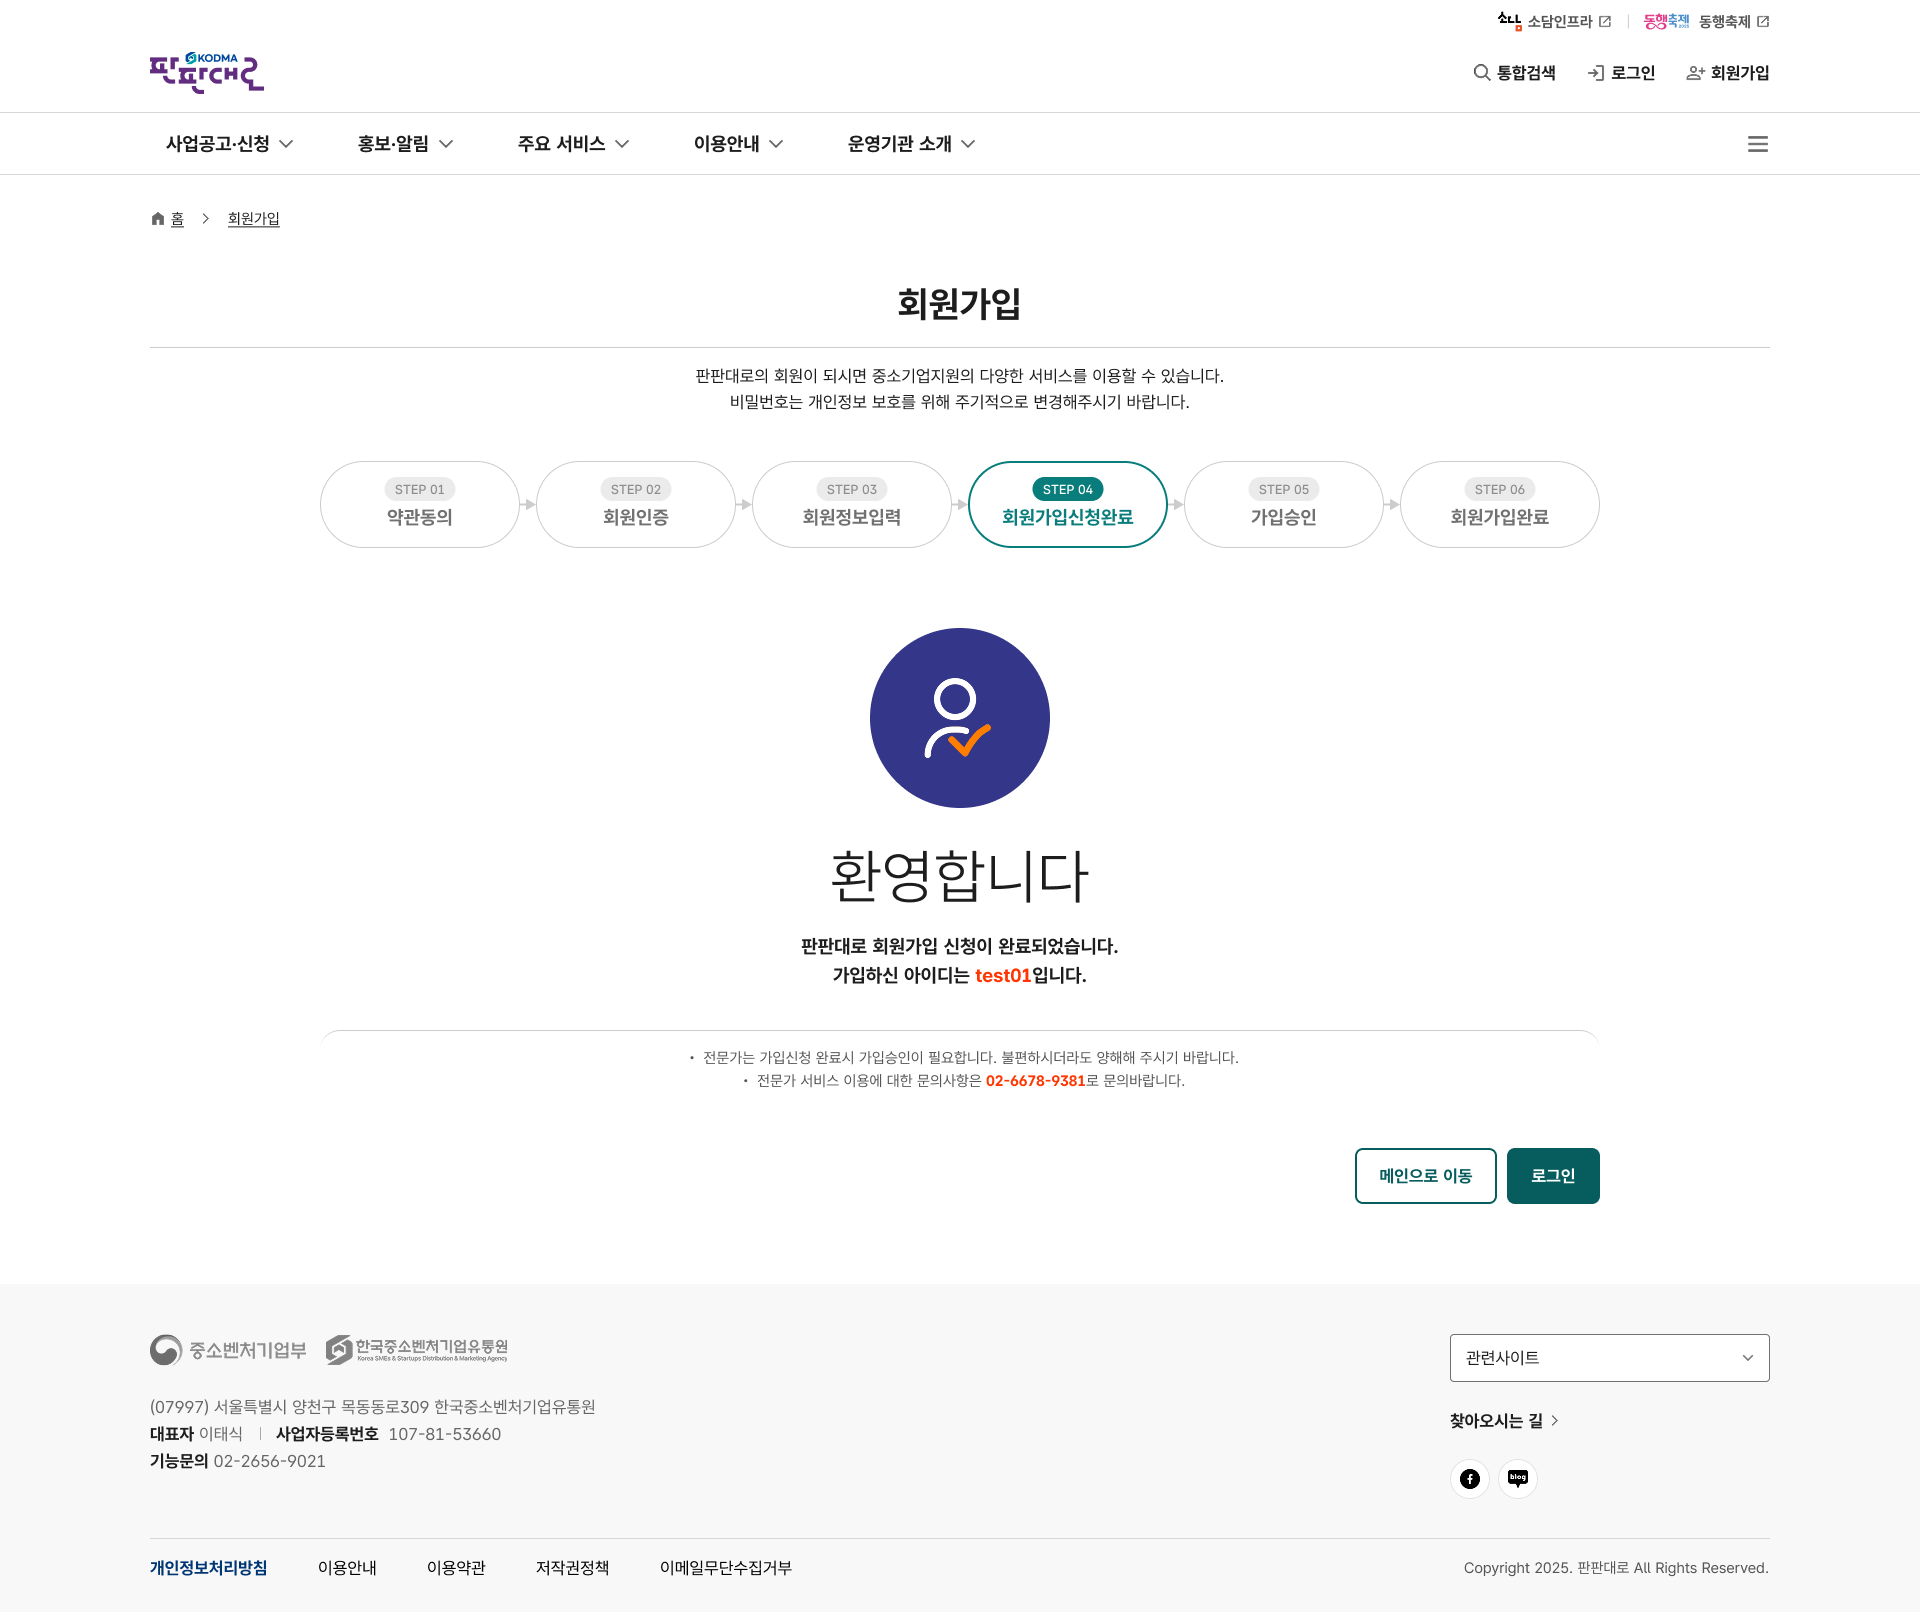 소담
소담인프라
동행축제 2025
동행축제
KODMA
판판대로
통합검색
로그인
회원가입
사업공고·신청
홍보·알림
주요 서비스
이용안내
운영기관 소개
홈
회원가입
회원가입
판판대로의 회원이 되시면 중소기업지원의 다양한 서비스를 이용할 수 있습니다.
비밀번호는 개인정보 보호를 위해 주기적으로 변경해주시기 바랍니다.
STEP 01
약관동의
STEP 02
회원인증
STEP 03
회원정보입력
STEP 04
회원가입신청완료
STEP 05
가입승인
STEP 06
회원가입완료
환영합니다
판판대로 회원가입 신청이 완료되었습니다.
가입하신 아이디는 test01입니다.
• 전문가는 가입신청 완료시 가입승인이 필요합니다. 불편하시더라도 양해해 주시기 바랍니다.
• 전문가 서비스 이용에 대한 문의사항은 02-6678-9381로 문의바랍니다.
메인으로 이동
로그인
중소벤처기업부
한국중소벤처기업유통원
Korea SMEs & Startups Distribution & Marketing Agency
관련사이트
(07997) 서울특별시 양천구 목동동로309 한국중소벤처기업유통원
대표자 이태식 | 사업자등록번호 107-81-53660
기능문의 02-2656-9021
찾아오시는 길
blog
개인정보처리방침
이용안내
이용약관
저작권정책
이메일무단수집거부
Copyright 2025. 판판대로 All Rights Reserved.